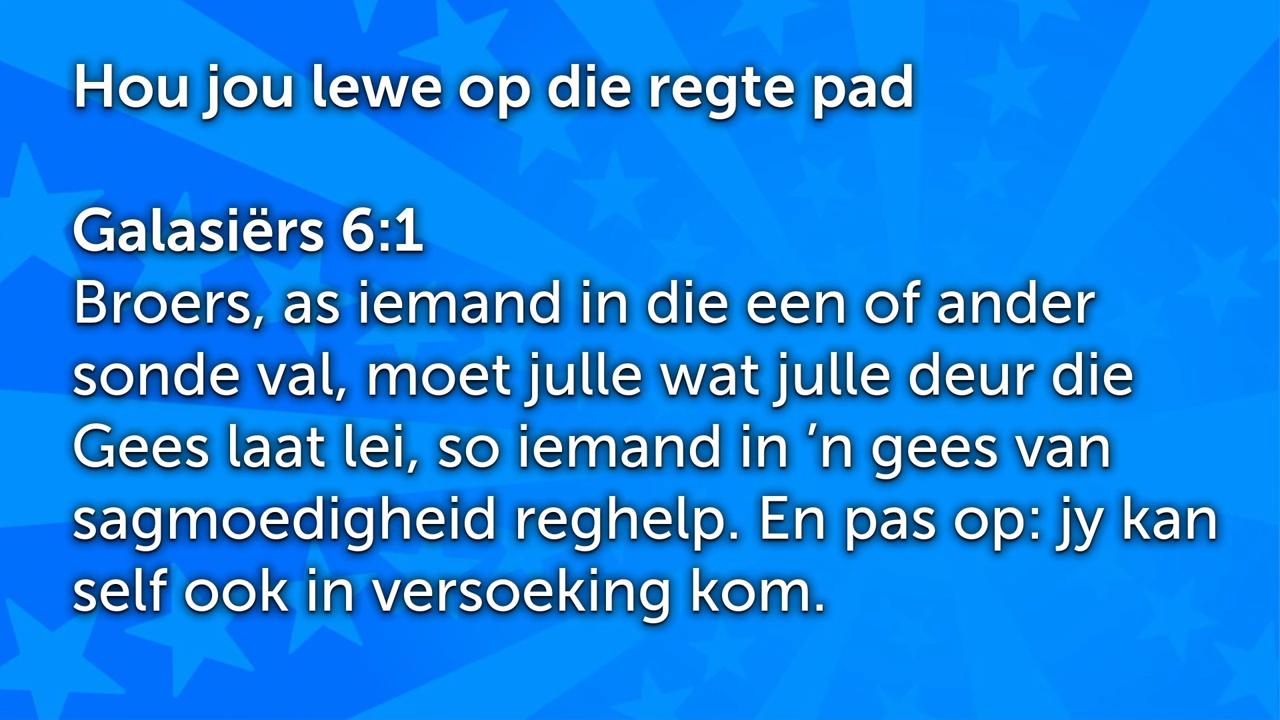 Hou jou lewe op die regte pad
Galasiërs 6:1
Broers, as iemand in die een of ander
sonde val, moet julle wat julle deur die
Gees laat lei, so iemand in ’n gees van
sagmoedigheid reghelp. En pas op: jy kan
self ook in versoeking kom.